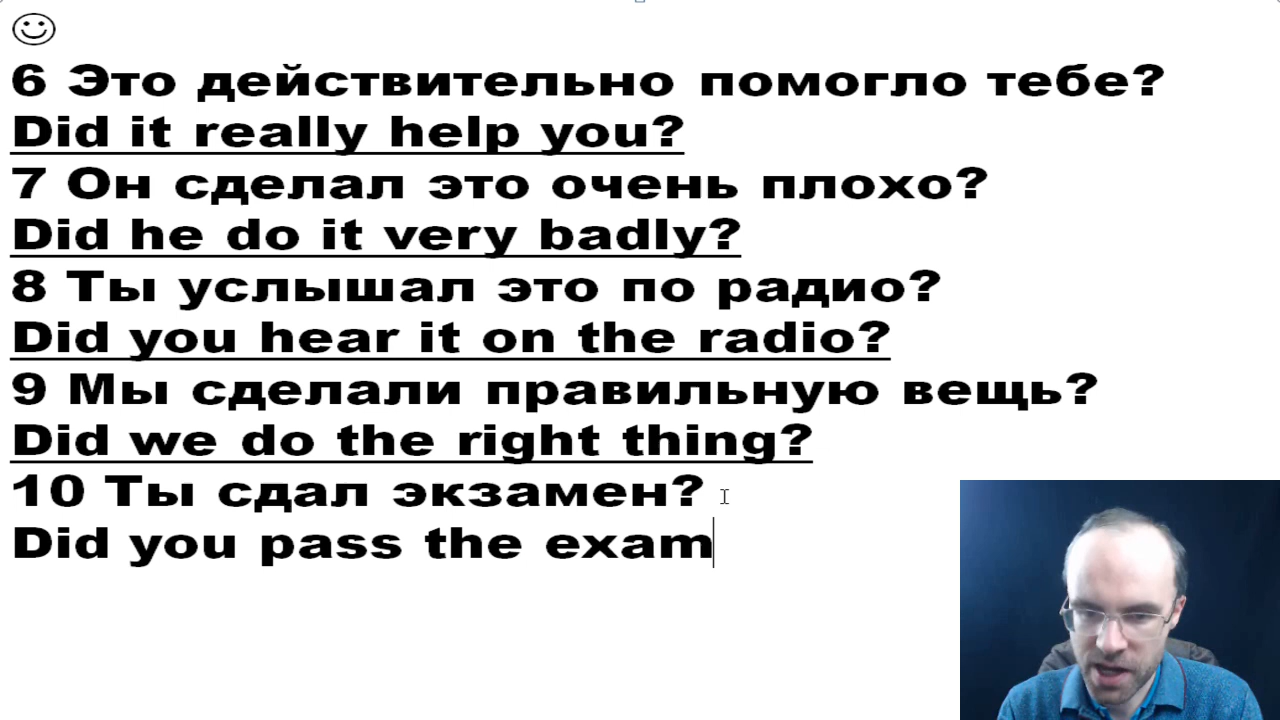 6 Это действительно помогло тебе?
Did it really help you?
7 Он сделал это очень плохо?
Did he do it very badly?
8 Ты услышал это по радио?
Did you hear it on the radio?
9 Мы сделали правильную вещь?
Did we do the right thing?
10 Ты сдал экзамен?
Did you pass the exam